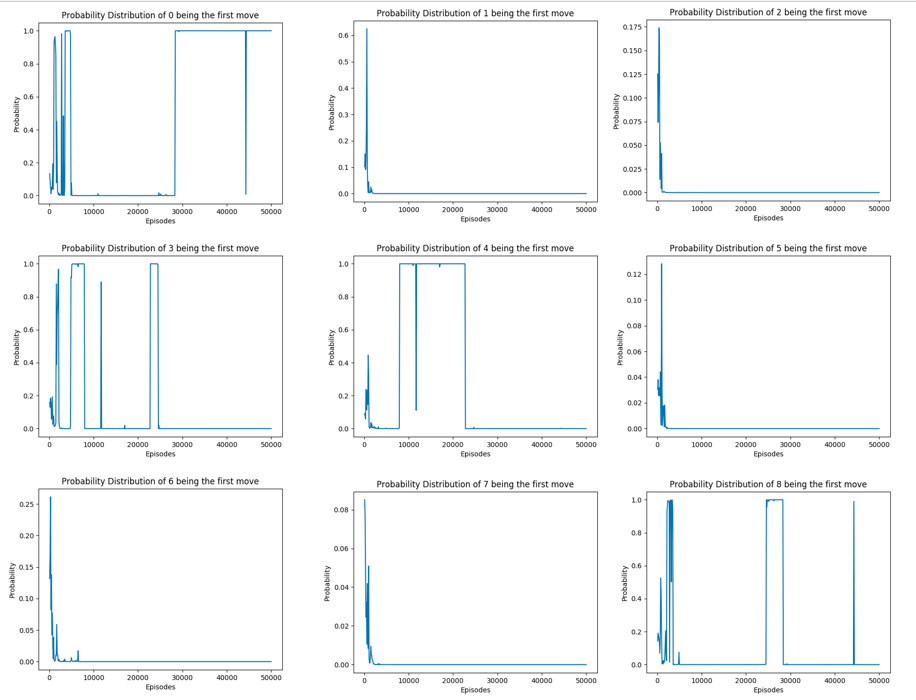 Probability Distribution of 0 being the first move
1.0
0.8
0.6
0.4
0.2
0.0
Probability
0 10000 20000 30000 40000 50000
Episodes
Probability Distribution of 1 being the first move
0.6
0.5
0.4
0.3
0.2
0.1
0.0
Probability
0 10000 20000 30000 40000 50000
Episodes
Probability Distribution of 2 being the first move
0.175
0.150
0.125
0.100
0.075
0.050
0.025
0.000
Probability
0 10000 20000 30000 40000 50000
Episodes
Probability Distribution of 3 being the first move
1.0
0.8
0.6
0.4
0.2
0.0
Probability
0 10000 20000 30000 40000 50000
Episodes
Probability Distribution of 4 being the first move
1.0
0.8
0.6
0.4
0.2
0.0
Probability
0 10000 20000 30000 40000 50000
Episodes
Probability Distribution of 5 being the first move
0.12
0.10
0.08
0.06
0.04
0.02
0.00
Probability
0 10000 20000 30000 40000 50000
Episodes
Probability Distribution of 6 being the first move
0.25
0.20
0.15
0.10
0.05
0.00
Probability
0 10000 20000 30000 40000 50000
Episodes
Probability Distribution of 7 being the first move
0.08
0.06
0.04
0.02
0.00
Probability
0 10000 20000 30000 40000 50000
Episodes
Probability Distribution of 8 being the first move
1.0
0.8
0.6
0.4
0.2
0.0
Probability
0 10000 20000 30000 40000 50000
Episodes